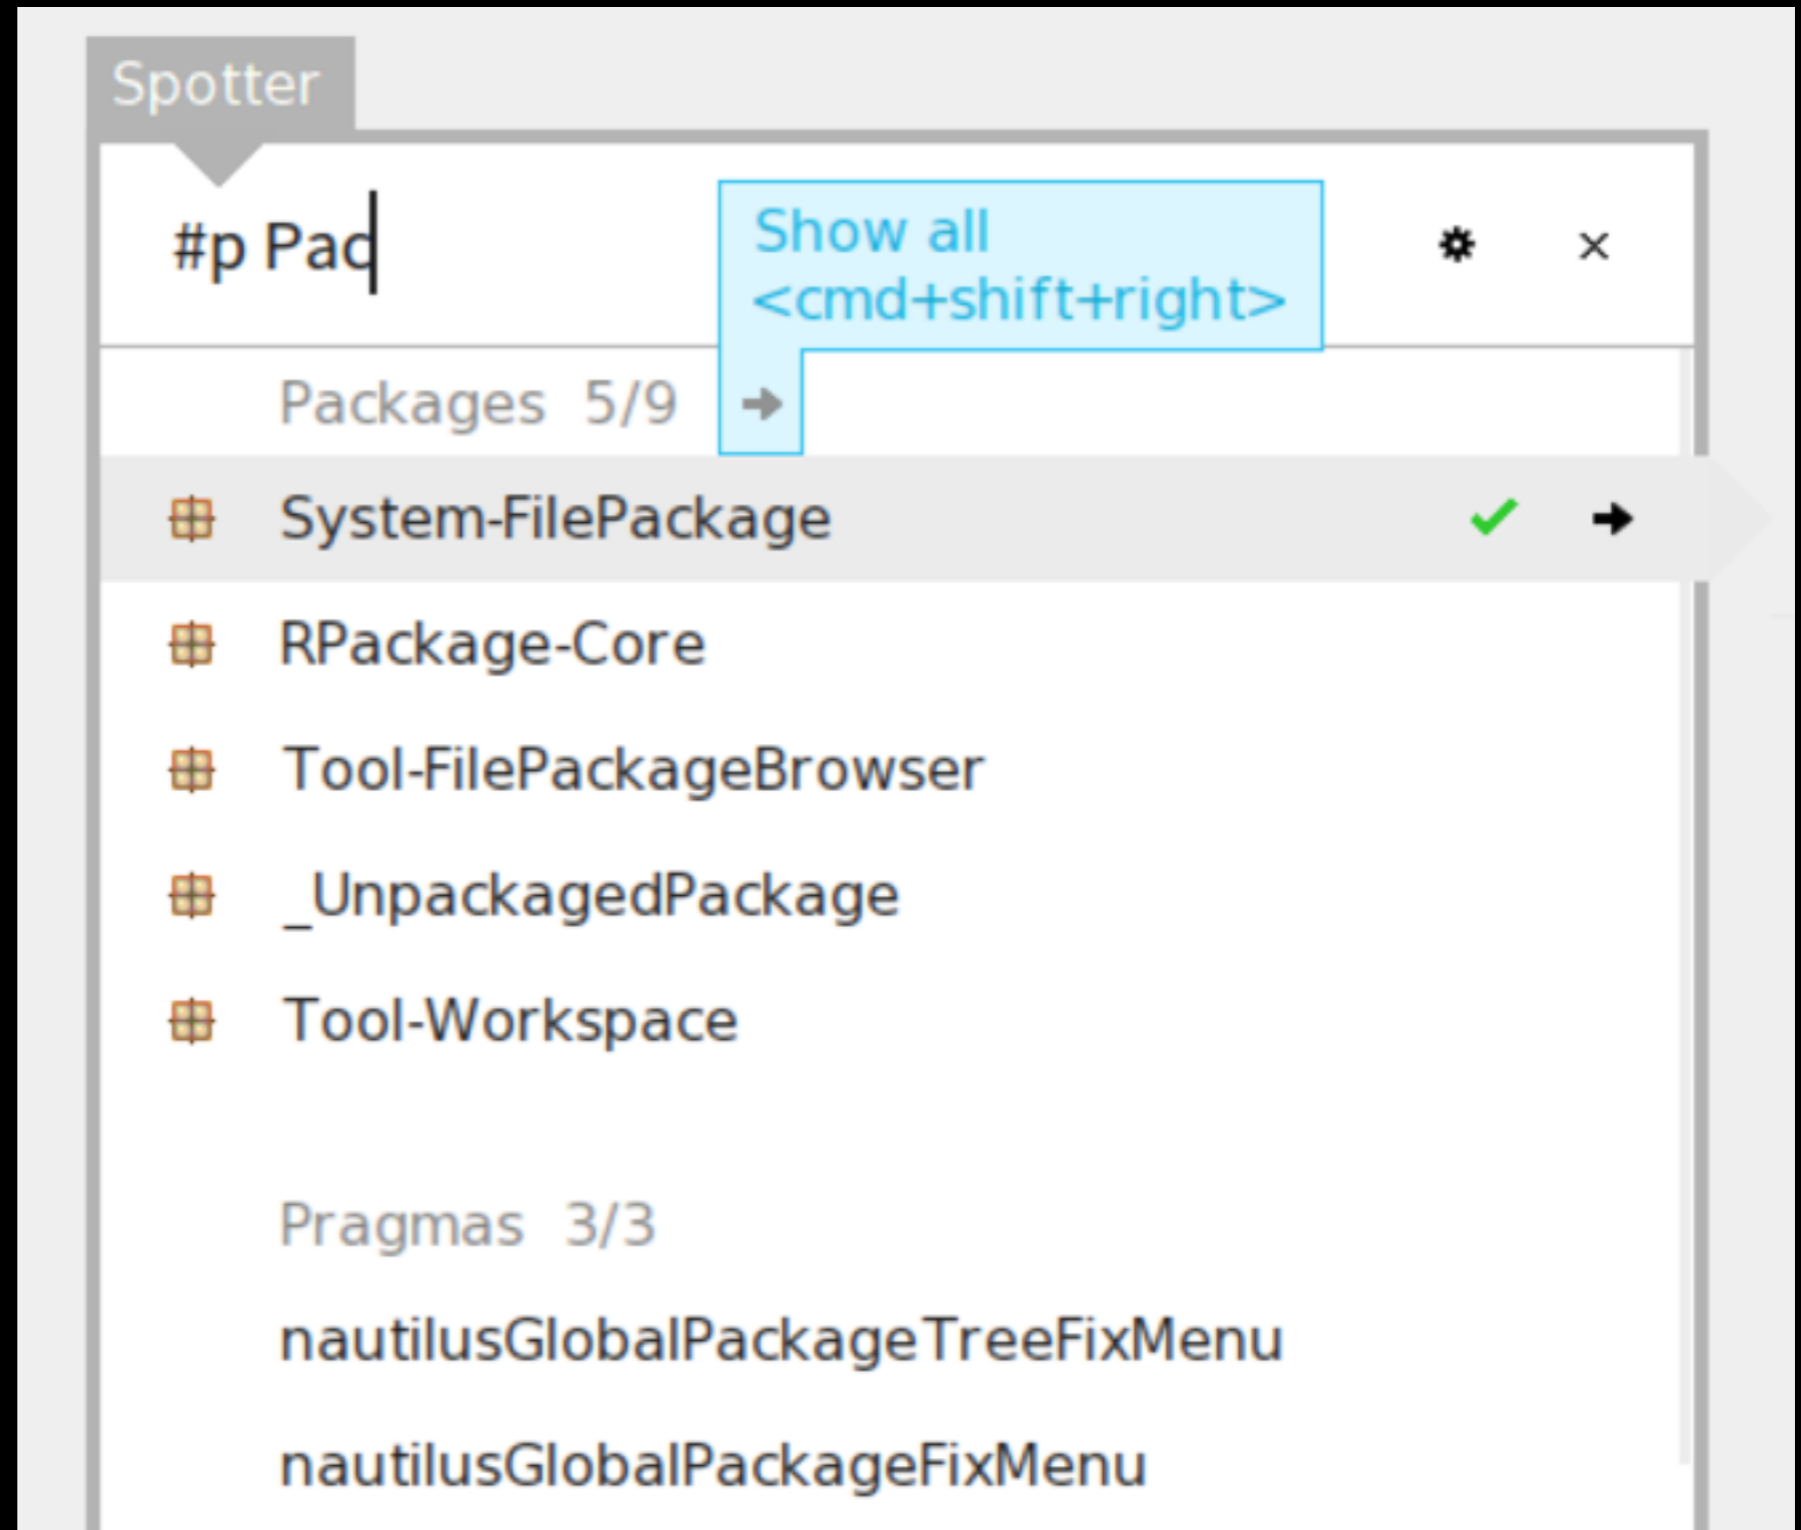 Spotter
#p Pac
Show all
<cmd+shift+right>
Packages 5/9
System-FilePackage
RPackage-Core
Tool-FilePackageBrowser
_UnpackagedPackage
Tool-Workspace
Pragmas 3/3
nautilusGlobalPackageTreeFixMenu
nautilusGlobalPackageFixMenu